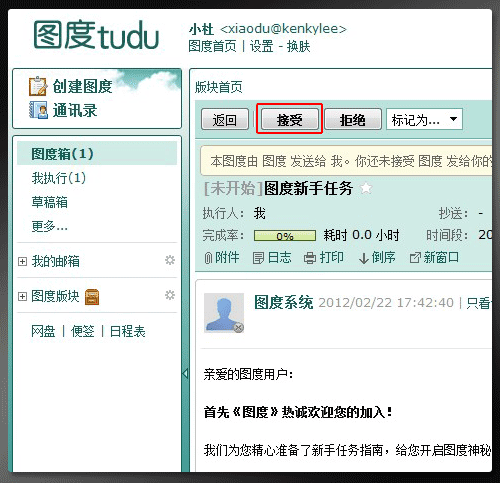 图度tudu
小杜 <xiaodu@kenkylee>
图度首页 | 设置 - 换肤
创建图度
通讯录
图度箱(1)
我执行(1)
草稿箱
更多...
我的邮箱
图度版块
网盘 | 便签 | 日程表
版块首页
返回 接受 拒绝 标记为...
本图度由 图度 发送给 我。你还未接受 图度 发给你的
[未开始]图度新手任务
执行人： 我 抄送： -
完成率： 0% 耗时 0.0 小时 时间段： 20
附件 日志 打印 倒序 新窗口
图度系统 2012/02/22 17:42:40 | 只看
亲爱的图度用户：
首先《图度》热诚欢迎您的加入！
我们为您精心准备了新手任务指南，给您开启图度神秘